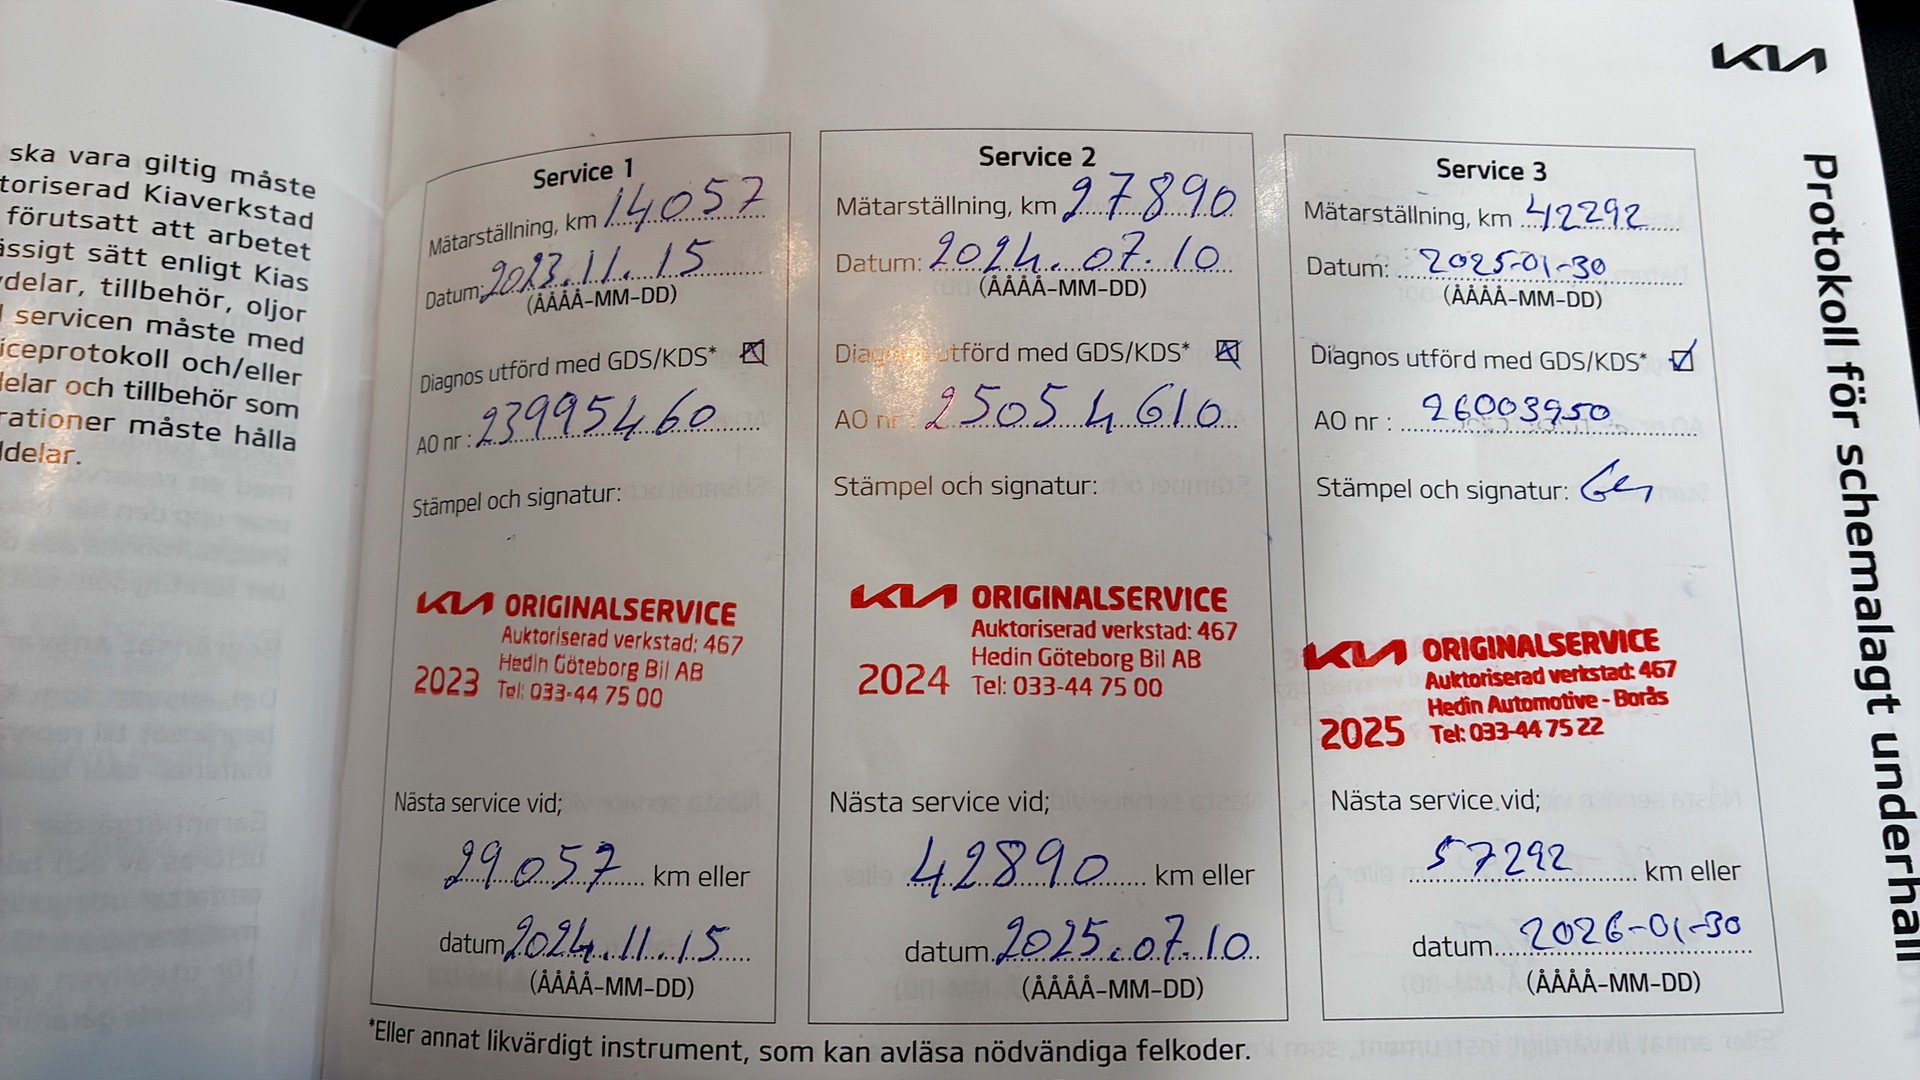 ska vara giltig måste
toriserad Kiaverkstad
förutsatt att arbetet
ssigt sätt enligt Kias
delar, tillbehör, oljor
servicen måste med
iceprotokoll och/eller
elar och tillbehör som
rationer måste hålla
delar.
KIA
Protokoll för schemalagt underhåll
Service 1
Mätarställning, km 14057
Datum: 2023.11.15
(ÅÅÅÅ-MM-DD)
Diagnos utförd med GDS/KDS*
AO nr : 23995460
Stämpel och signatur:
KIA ORIGINALSERVICE
Auktoriserad verkstad: 467
Hedin Göteborg Bil AB
2023 Tel: 033-44 75 00
Nästa service vid;
29057 km eller
datum 2024.11.15
(ÅÅÅÅ-MM-DD)
Service 2
Mätarställning, km 27890
Datum: 2024.07.10
(ÅÅÅÅ-MM-DD)
Diagnos utförd med GDS/KDS*
AO nr : 25054610
Stämpel och signatur:
KIA ORIGINALSERVICE
Auktoriserad verkstad: 467
Hedin Göteborg Bil AB
2024 Tel: 033-44 75 00
Nästa service vid;
42890 km eller
datum 2025.07.10
(ÅÅÅÅ-MM-DD)
Service 3
Mätarställning, km 42292
Datum: 2025-01-30
(ÅÅÅÅ-MM-DD)
Diagnos utförd med GDS/KDS*
AO nr : 26003950
Stämpel och signatur:
KIA ORIGINALSERVICE
Auktoriserad verkstad: 467
Hedin Automotive - Borås
2025 Tel: 033-44 75 22
Nästa service vid;
57292 km eller
datum 2026-01-30
(ÅÅÅÅ-MM-DD)
*Eller annat likvärdigt instrument, som kan avläsa nödvändiga felkoder.